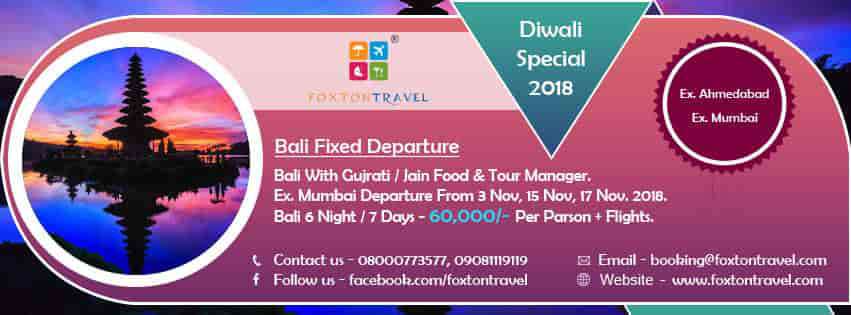 ®
FOXTONTRAVEL
Diwali
Special
2018
Ex. Ahmedabad
Ex. Mumbai
Bali Fixed Departure
Bali With Gujrati / Jain Food & Tour Manager.
Ex. Mumbai Departure From 3 Nov, 15 Nov, 17 Nov. 2018.
Bali 6 Night / 7 Days - 60,000/- Per Parson + Flights.
Contact us - 08000773577, 09081119119
Email - booking@foxtontravel.com
Follow us - facebook.com/foxtontravel
Website - www.foxtontravel.com